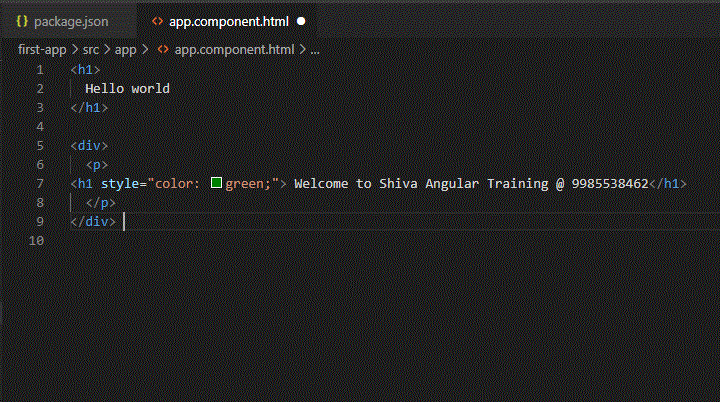 {} package.json <> app.component.html ●
first-app > src > app > <> app.component.html > ...
1 <h1>
2 Hello world
3 </h1>
4
5 <div>
6 <p>
7 <h1 style="color: green;"> Welcome to Shiva Angular Training @ 9985538462</h1>
8 </p>
9 </div>
10